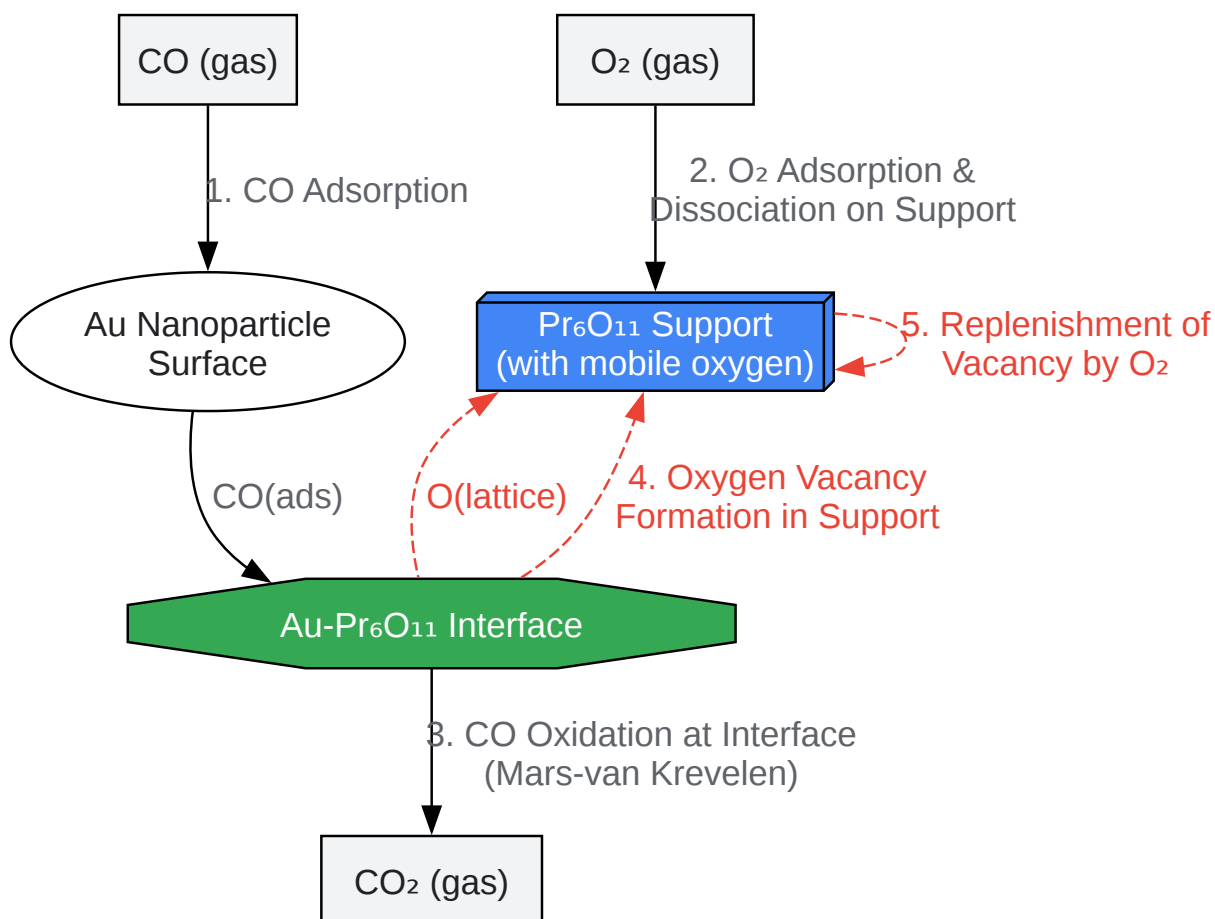 CO (gas)
O₂ (gas)
1. CO Adsorption
2. O₂ Adsorption &
Dissociation on Support
Au Nanoparticle
Surface
Pr₆O₁₁ Support
(with mobile oxygen)
5. Replenishment of
Vacancy by O₂
CO(ads)
O(lattice)
4. Oxygen Vacancy
Formation in Support
Au-Pr₆O₁₁ Interface
3. CO Oxidation at Interface
(Mars-van Krevelen)
CO₂ (gas)